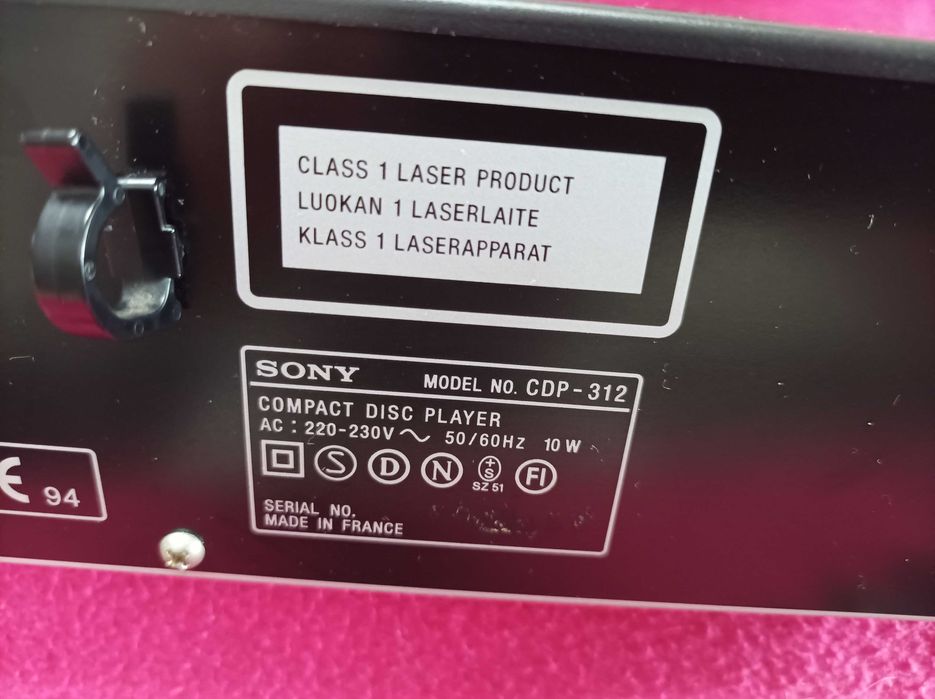 CLASS 1 LASER PRODUCT
LUOKAN 1 LASERLAITE
KLASS 1 LASERAPPARAT
SONY MODEL NO. CDP-312
COMPACT DISC PLAYER
AC : 220-230V ~ 50/60Hz 10 W
S D N + S FI
SZ 51
SERIAL NO.
MADE IN FRANCE
CE 94